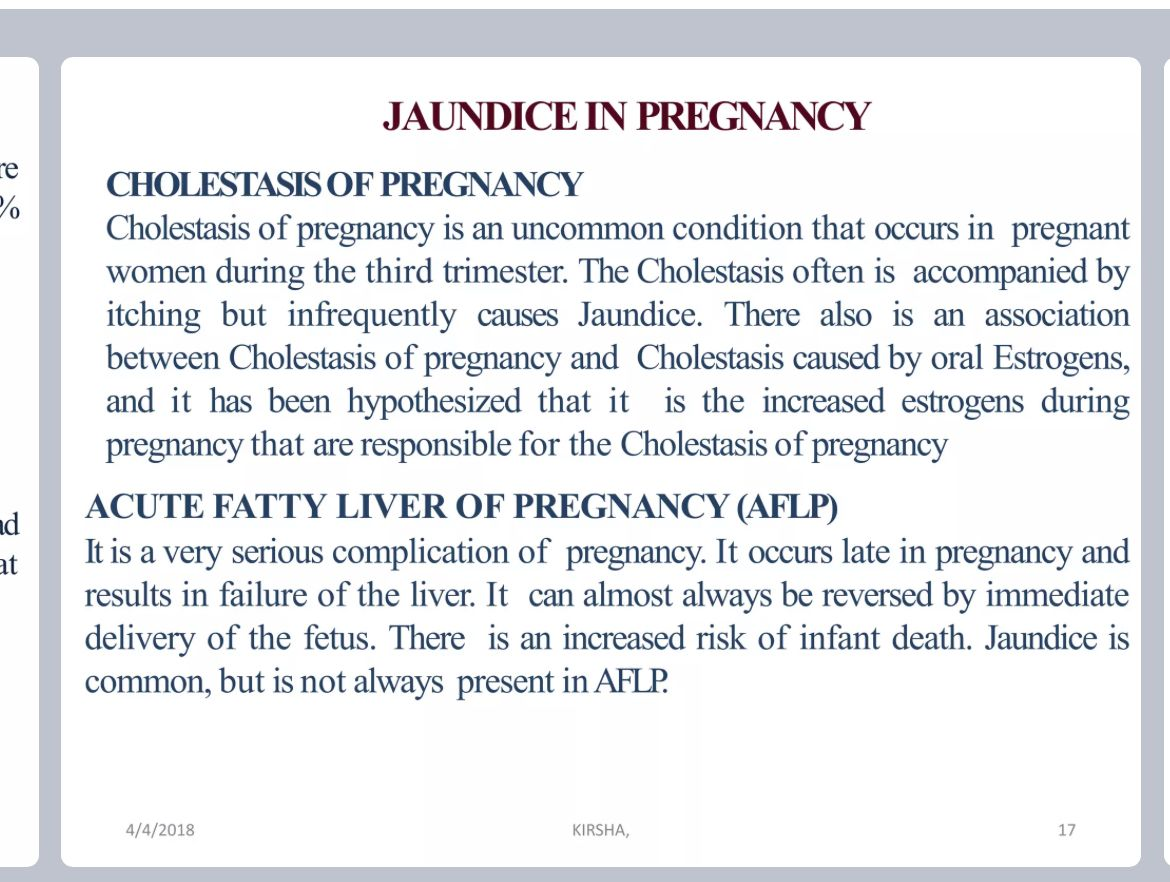 re
%
ad
at
JAUNDICE IN PREGNANCY
CHOLESTASIS OF PREGNANCY
Cholestasis of pregnancy is an uncommon condition that occurs in pregnant
women during the third trimester. The Cholestasis often is accompanied by
itching but infrequently causes Jaundice. There also is an association
between Cholestasis of pregnancy and Cholestasis caused by oral Estrogens,
and it has been hypothesized that it is the increased estrogens during
pregnancy that are responsible for the Cholestasis of pregnancy
ACUTE FATTY LIVER OF PREGNANCY (AFLP)
It is a very serious complication of pregnancy. It occurs late in pregnancy and
results in failure of the liver. It can almost always be reversed by immediate
delivery of the fetus. There is an increased risk of infant death. Jaundice is
common, but is not always present in AFLP.
4/4/2018
KIRSHA,
17